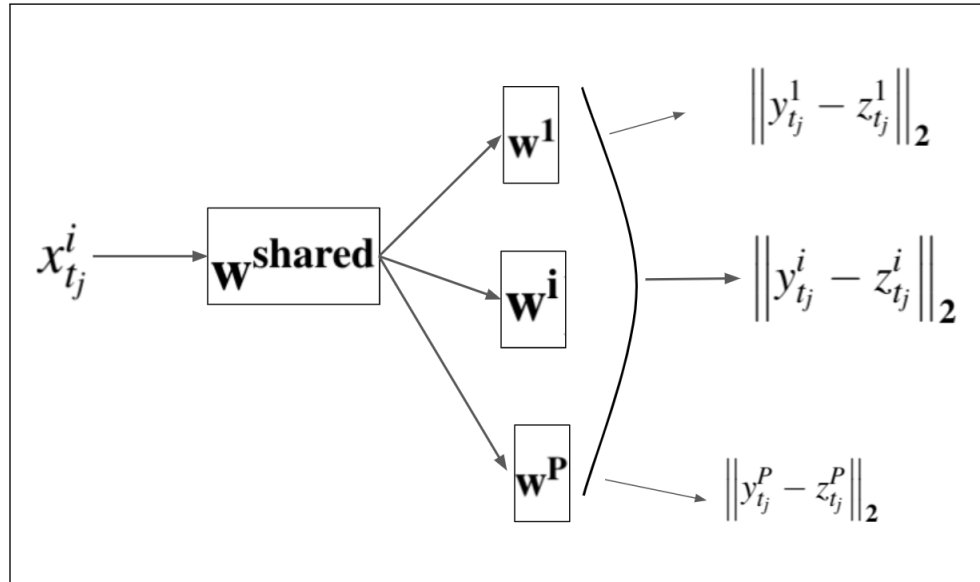 x^i_{t_j}
w^shared
w^1
w^i
w^P
‖y^1_{t_j} − z^1_{t_j}‖_2
‖y^i_{t_j} − z^i_{t_j}‖_2
‖y^P_{t_j} − z^P_{t_j}‖_2